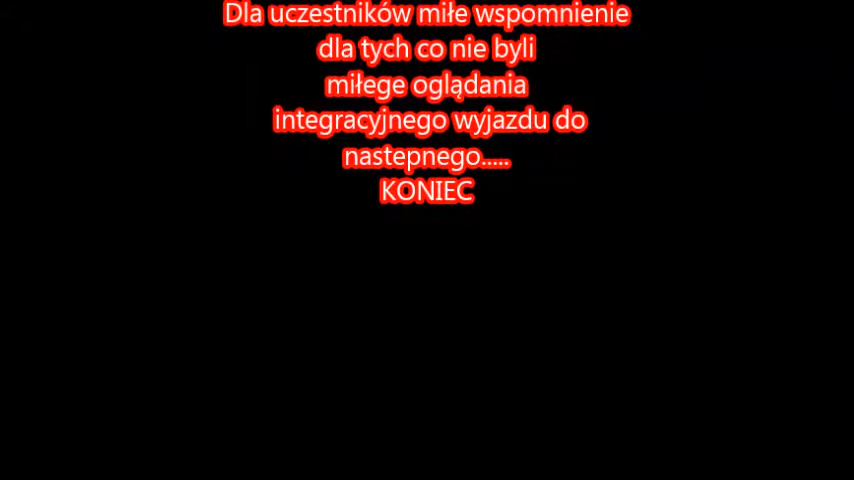 Dla uczestników miłe wspomnienie
dla tych co nie byli
miłege oglądania
integracyjnego wyjazdu do
nastepnego.....
KONIEC